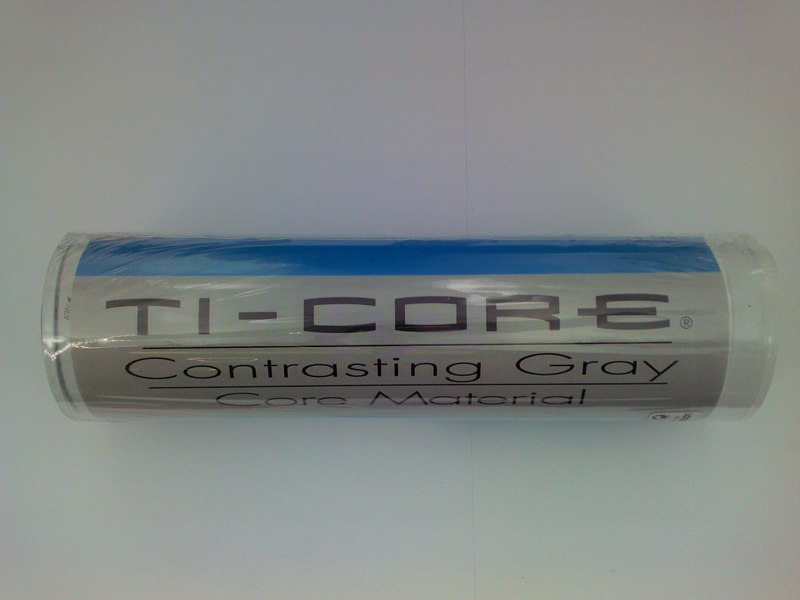 TI-CORE®
Contrasting Gray
Core Material